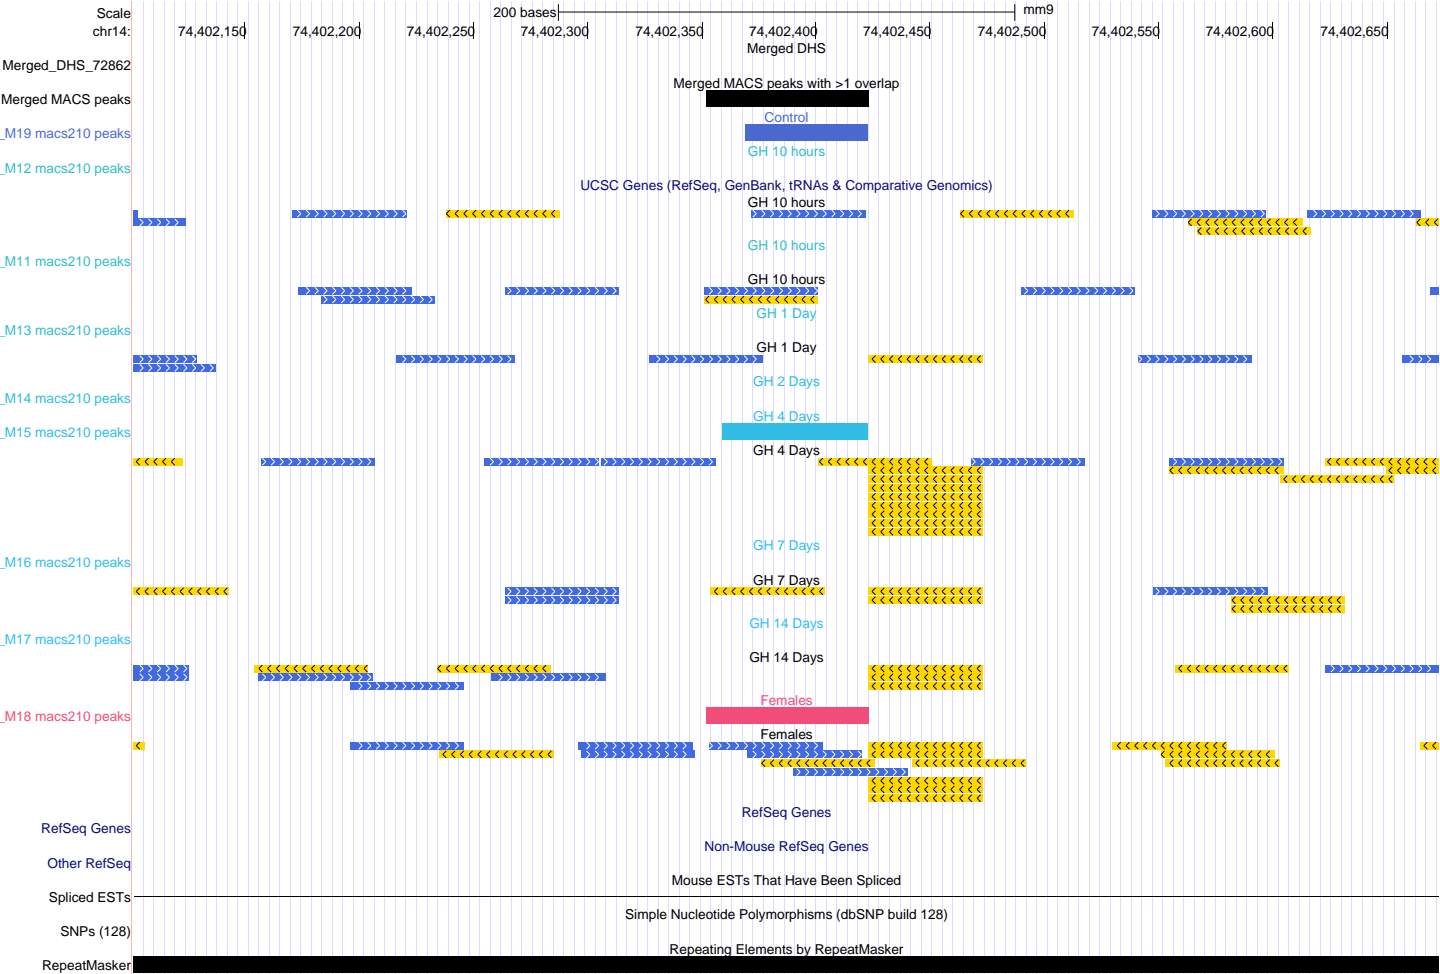 Scale 200 bases mm9
chr14: 74,402,150 74,402,200 74,402,250 74,402,300 74,402,350 74,402,400 74,402,450 74,402,500 74,402,550 74,402,600 74,402,650
Merged DHS
Merged_DHS_72862
Merged MACS peaks with >1 overlap
Merged MACS peaks
Control
_M19 macs210 peaks
GH 10 hours
_M12 macs210 peaks
UCSC Genes (RefSeq, GenBank, tRNAs & Comparative Genomics)
GH 10 hours
GH 10 hours
_M11 macs210 peaks
GH 10 hours
GH 1 Day
_M13 macs210 peaks
GH 1 Day
GH 2 Days
_M14 macs210 peaks
GH 4 Days
_M15 macs210 peaks
GH 4 Days
GH 7 Days
_M16 macs210 peaks
GH 7 Days
GH 14 Days
_M17 macs210 peaks
GH 14 Days
Females
_M18 macs210 peaks
Females
RefSeq Genes
RefSeq Genes
Non-Mouse RefSeq Genes
Other RefSeq
Mouse ESTs That Have Been Spliced
Spliced ESTs
Simple Nucleotide Polymorphisms (dbSNP build 128)
SNPs (128)
Repeating Elements by RepeatMasker
RepeatMasker